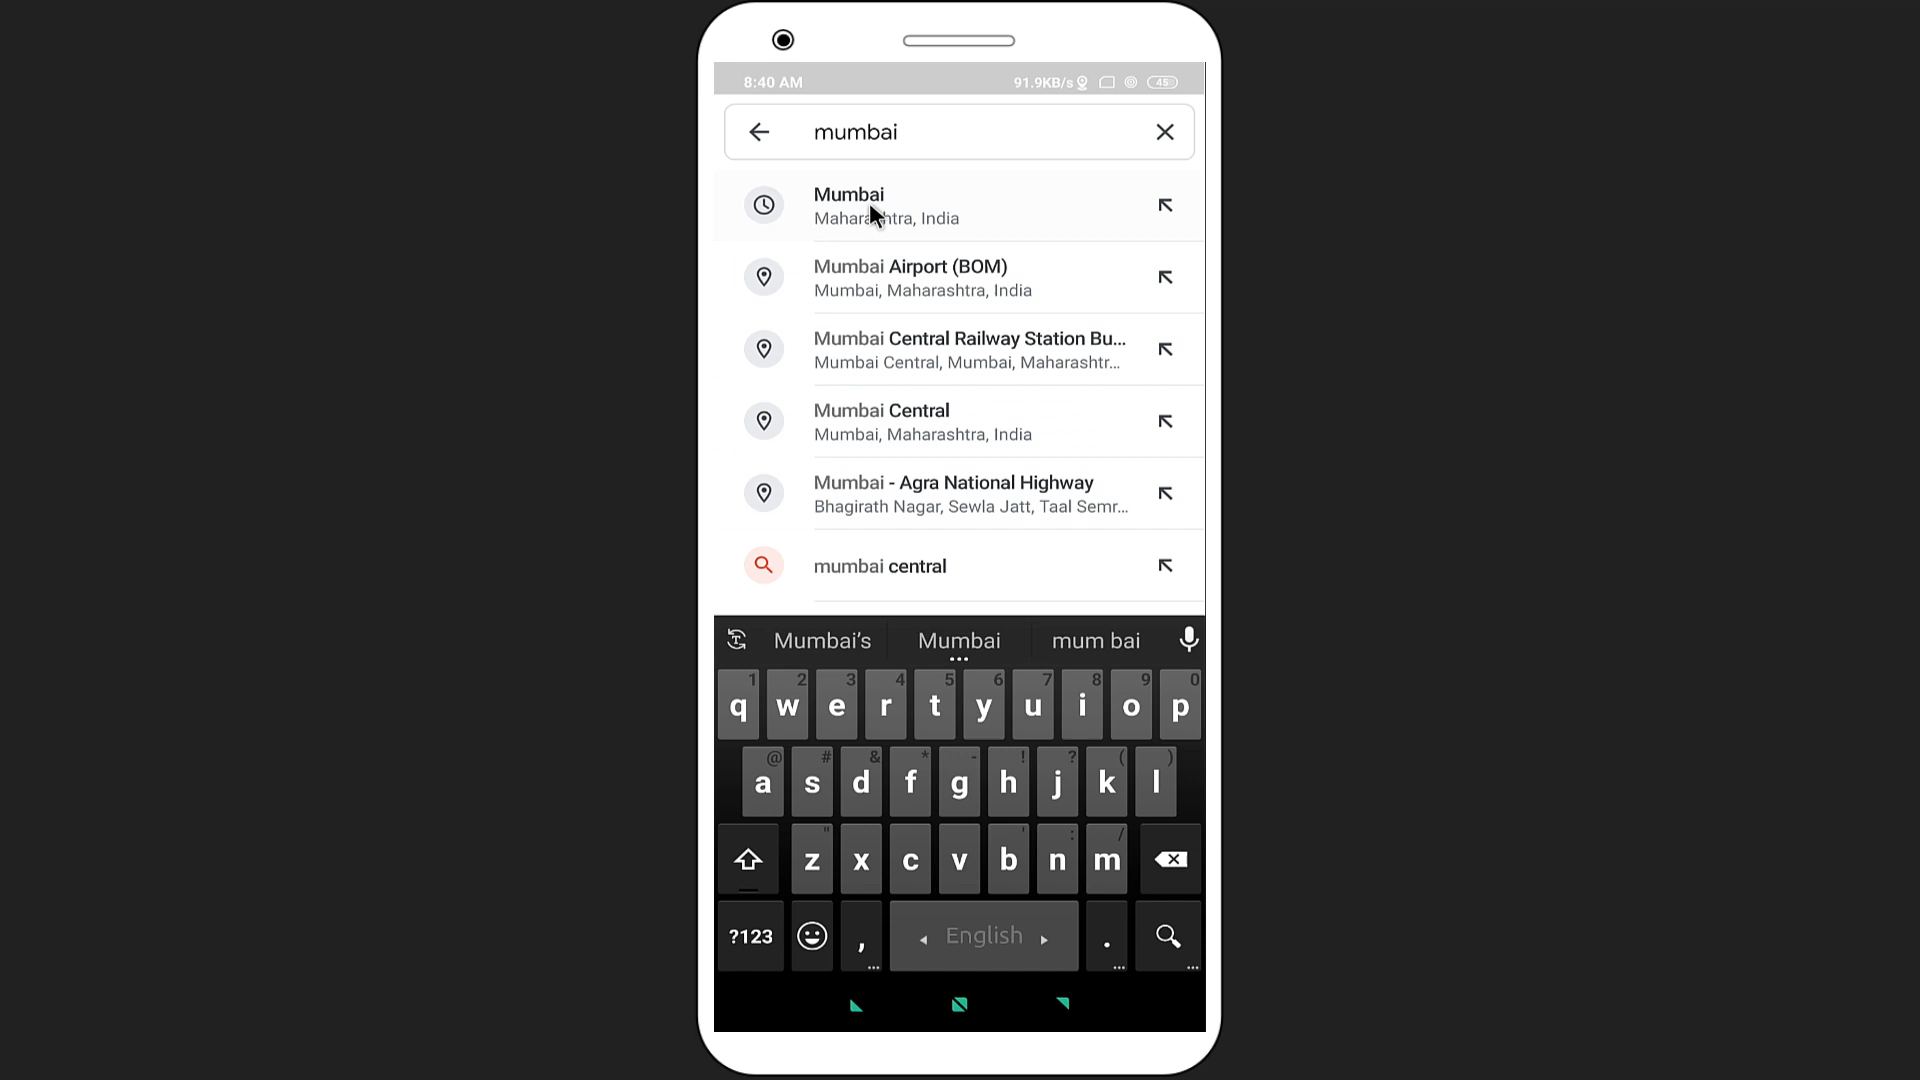 8:40 AM 91.9KB/s 45
mumbai
Mumbai
Maharashtra, India
Mumbai Airport (BOM)
Mumbai, Maharashtra, India
Mumbai Central Railway Station Bu...
Mumbai Central, Mumbai, Maharashtr...
Mumbai Central
Mumbai, Maharashtra, India
Mumbai - Agra National Highway
Bhagirath Nagar, Sewla Jatt, Taal Semr...
mumbai central
Mumbai's Mumbai mum bai
1 2 3 4 5 6 7 8 9 0
q w e r t y u i o p
@ # & * - ! ? ( )
a s d f g h j k l
" ' : /
z x c v b n m
?123 , English .